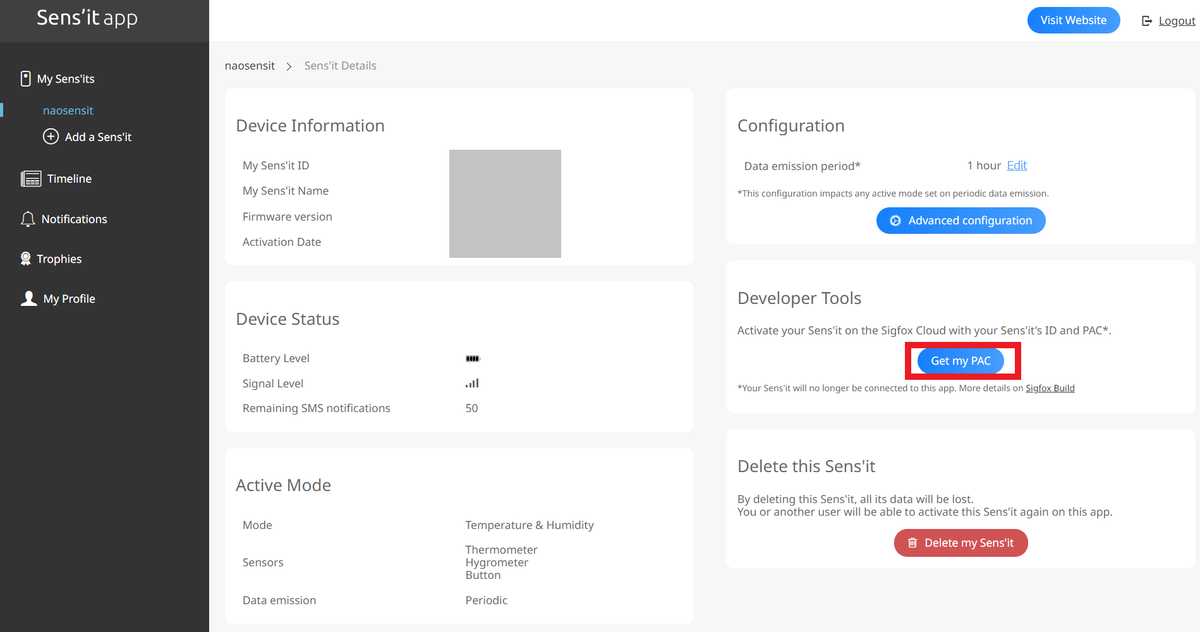 Sens'it app
Visit Website
Logout
My Sens'its
naosensit
Add a Sens'it
Timeline
Notifications
Trophies
My Profile
naosensit > Sens'it Details
Device Information
My Sens'it ID
My Sens'it Name
Firmware version
Activation Date
Device Status
Battery Level
Signal Level
Remaining SMS notifications 50
Active Mode
Mode Temperature & Humidity
Sensors Thermometer
Hygrometer
Button
Data emission Periodic
Configuration
Data emission period* 1 hour Edit
*This configuration impacts any active mode set on periodic data emission.
Advanced configuration
Developer Tools
Activate your Sens'it on the Sigfox Cloud with your Sens'it's ID and PAC*.
Get my PAC
*Your Sens'it will no longer be connected to this app. More details on Sigfox Build
Delete this Sens'it
By deleting this Sens'it, all its data will be lost.
You or another user will be able to activate this Sens'it again on this app.
Delete my Sens'it